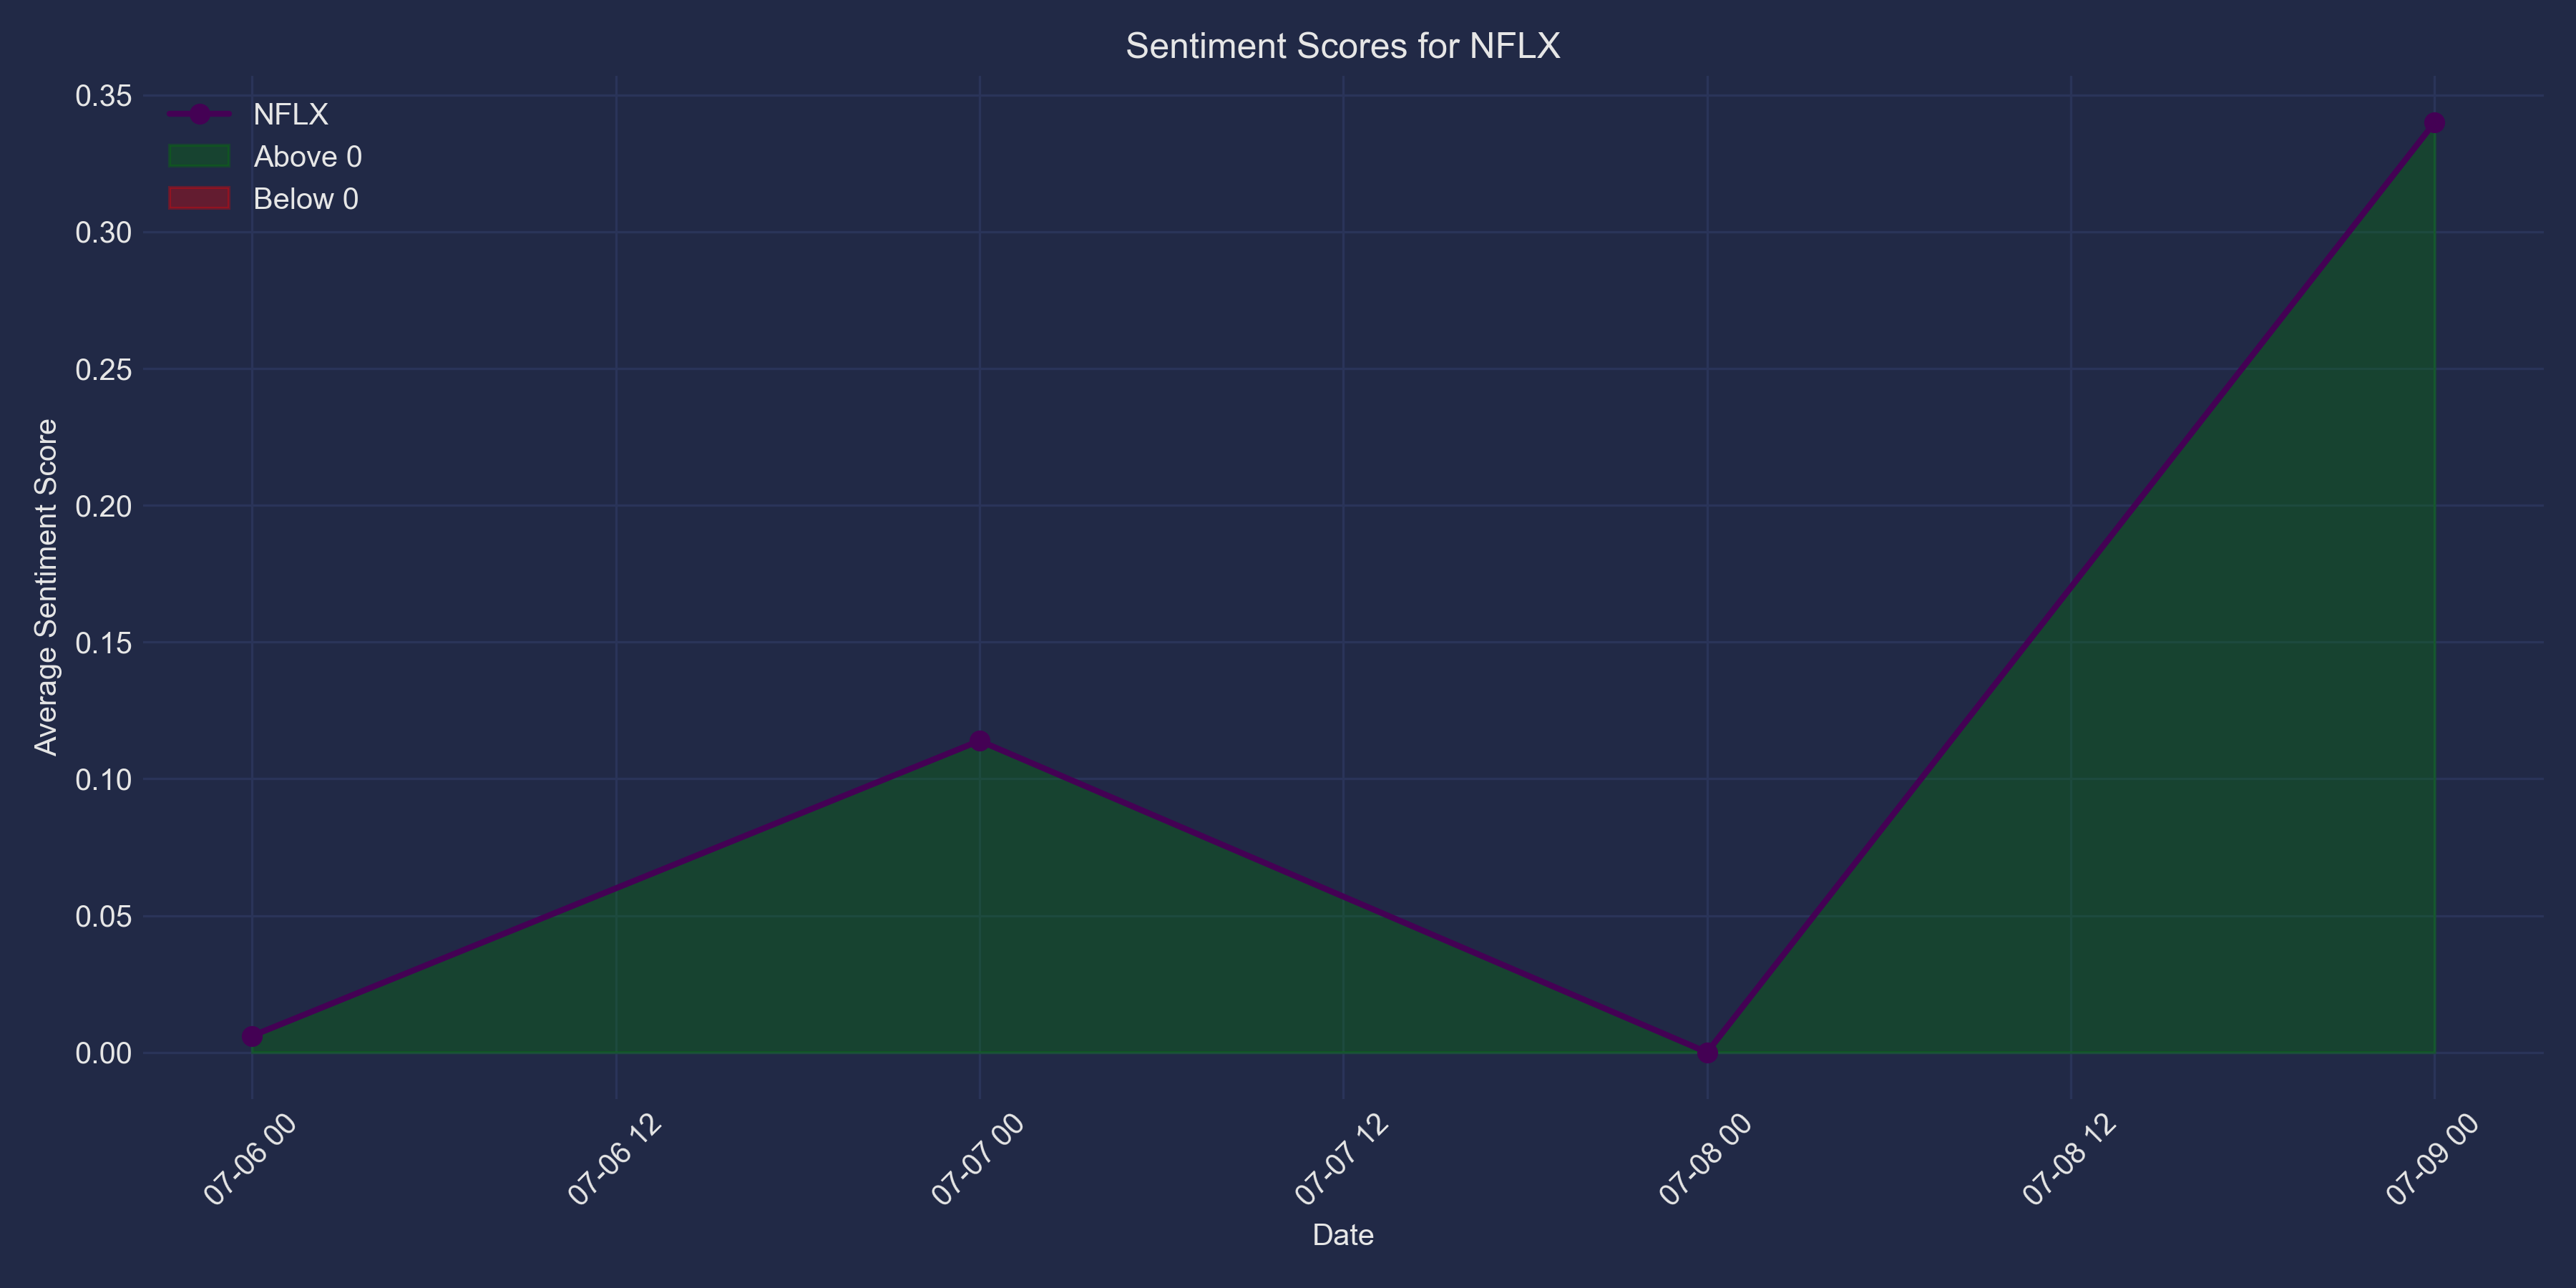 Sentiment Scores for NFLX
NFLX
Above 0
Below 0
Average Sentiment Score
0.35
0.30
0.25
0.20
0.15
0.10
0.05
0.00
07-06 00
07-06 12
07-07 00
07-07 12
07-08 00
07-08 12
07-09 00
Date